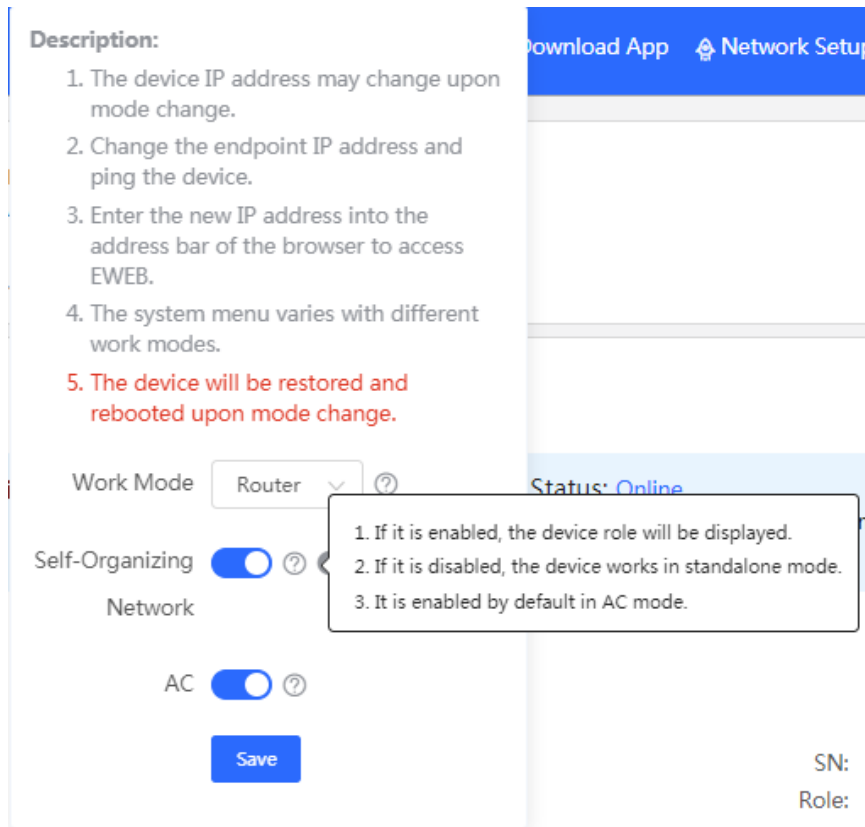 Description:
1. The device IP address may change upon
mode change.
2. Change the endpoint IP address and
ping the device.
3. Enter the new IP address into the
address bar of the browser to access
EWEB.
4. The system menu varies with different
work modes.
5. The device will be restored and
rebooted upon mode change.
Download App
Network Setup
Work Mode
Router
Status: Online
Self-Organizing
Network
1. If it is enabled, the device role will be displayed.
2. If it is disabled, the device works in standalone mode.
3. It is enabled by default in AC mode.
AC
Save
SN:
Role: